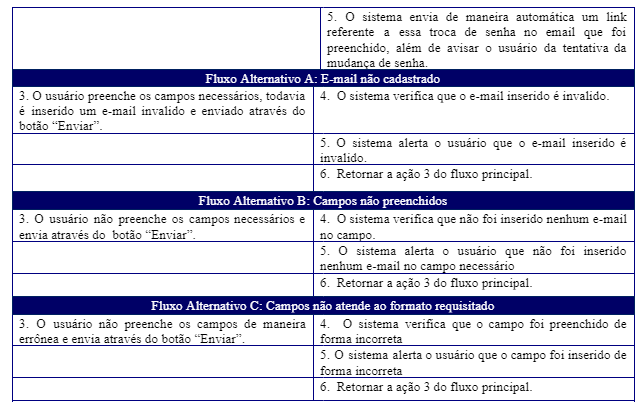 5. O sistema envia de maneira automática um link
referente a essa troca de senha no email que foi
preenchido, além de avisar o usuário da tentativa da
mudança de senha.
Fluxo Alternativo A: E-mail não cadastrado
3. O usuário preenche os campos necessários, todavia
é inserido um e-mail invalido e enviado através do
botão “Enviar”.
4. O sistema verifica que o e-mail inserido é invalido.
5. O sistema alerta o usuário que o e-mail inserido é
invalido.
6. Retornar a ação 3 do fluxo principal.
Fluxo Alternativo B: Campos não preenchidos
3. O usuário não preenche os campos necessários e
envia através do botão “Enviar”.
4. O sistema verifica que não foi inserido nenhum e-mail
no campo.
5. O sistema alerta o usuário que não foi inserido
nenhum e-mail no campo necessário
6. Retornar a ação 3 do fluxo principal.
Fluxo Alternativo C: Campos não atende ao formato requisitado
3. O usuário não preenche os campos de maneira
errônea e envia através do botão “Enviar”.
4. O sistema verifica que o campo foi preenchido de
forma incorreta
5. O sistema alerta o usuário que o campo foi inserido de
forma incorreta
6. Retornar a ação 3 do fluxo principal.